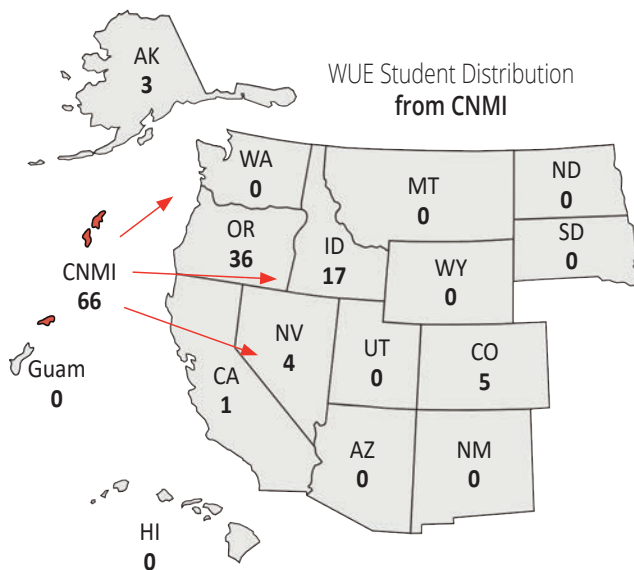 AK
3
WUE Student Distribution
from CNMI
WA
0
MT
0
ND
0
OR
36
ID
17
SD
0
CNMI
66
WY
0
NV
4
UT
0
CO
5
Guam
0
CA
1
AZ
0
NM
0
HI
0